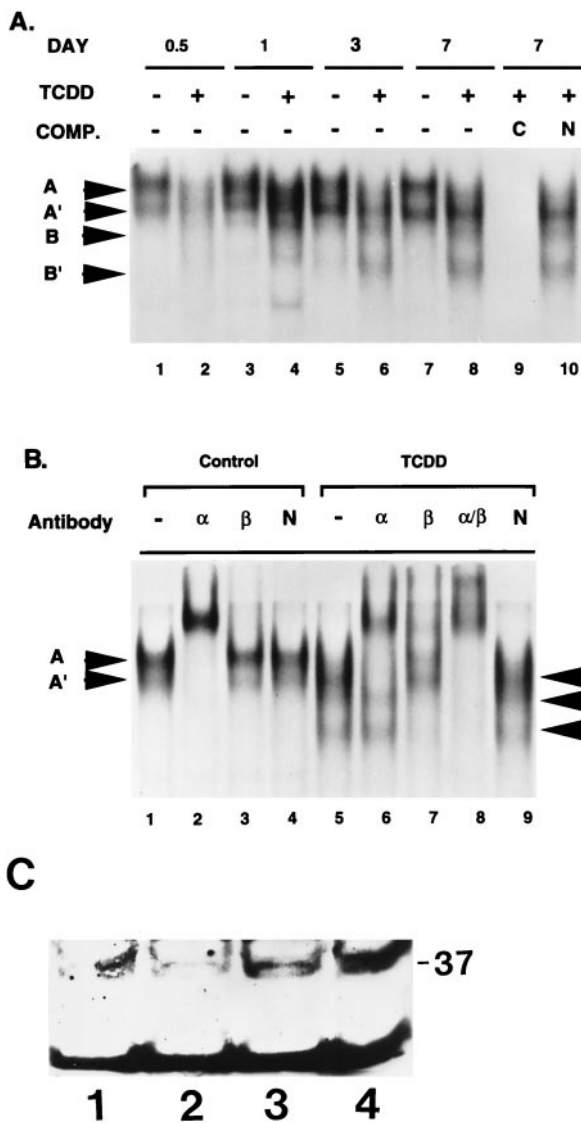 A.
DAY 0.5 1 3 7 7
TCDD - + - + - + - + + +
COMP. - - - - - - - - C N
A
A'
B
B'
1 2 3 4 5 6 7 8 9 10
B.
Control TCDD
Antibody - α β N - α β α/β N
A
A'
1 2 3 4 5 6 7 8 9
C
-37
1 2 3 4